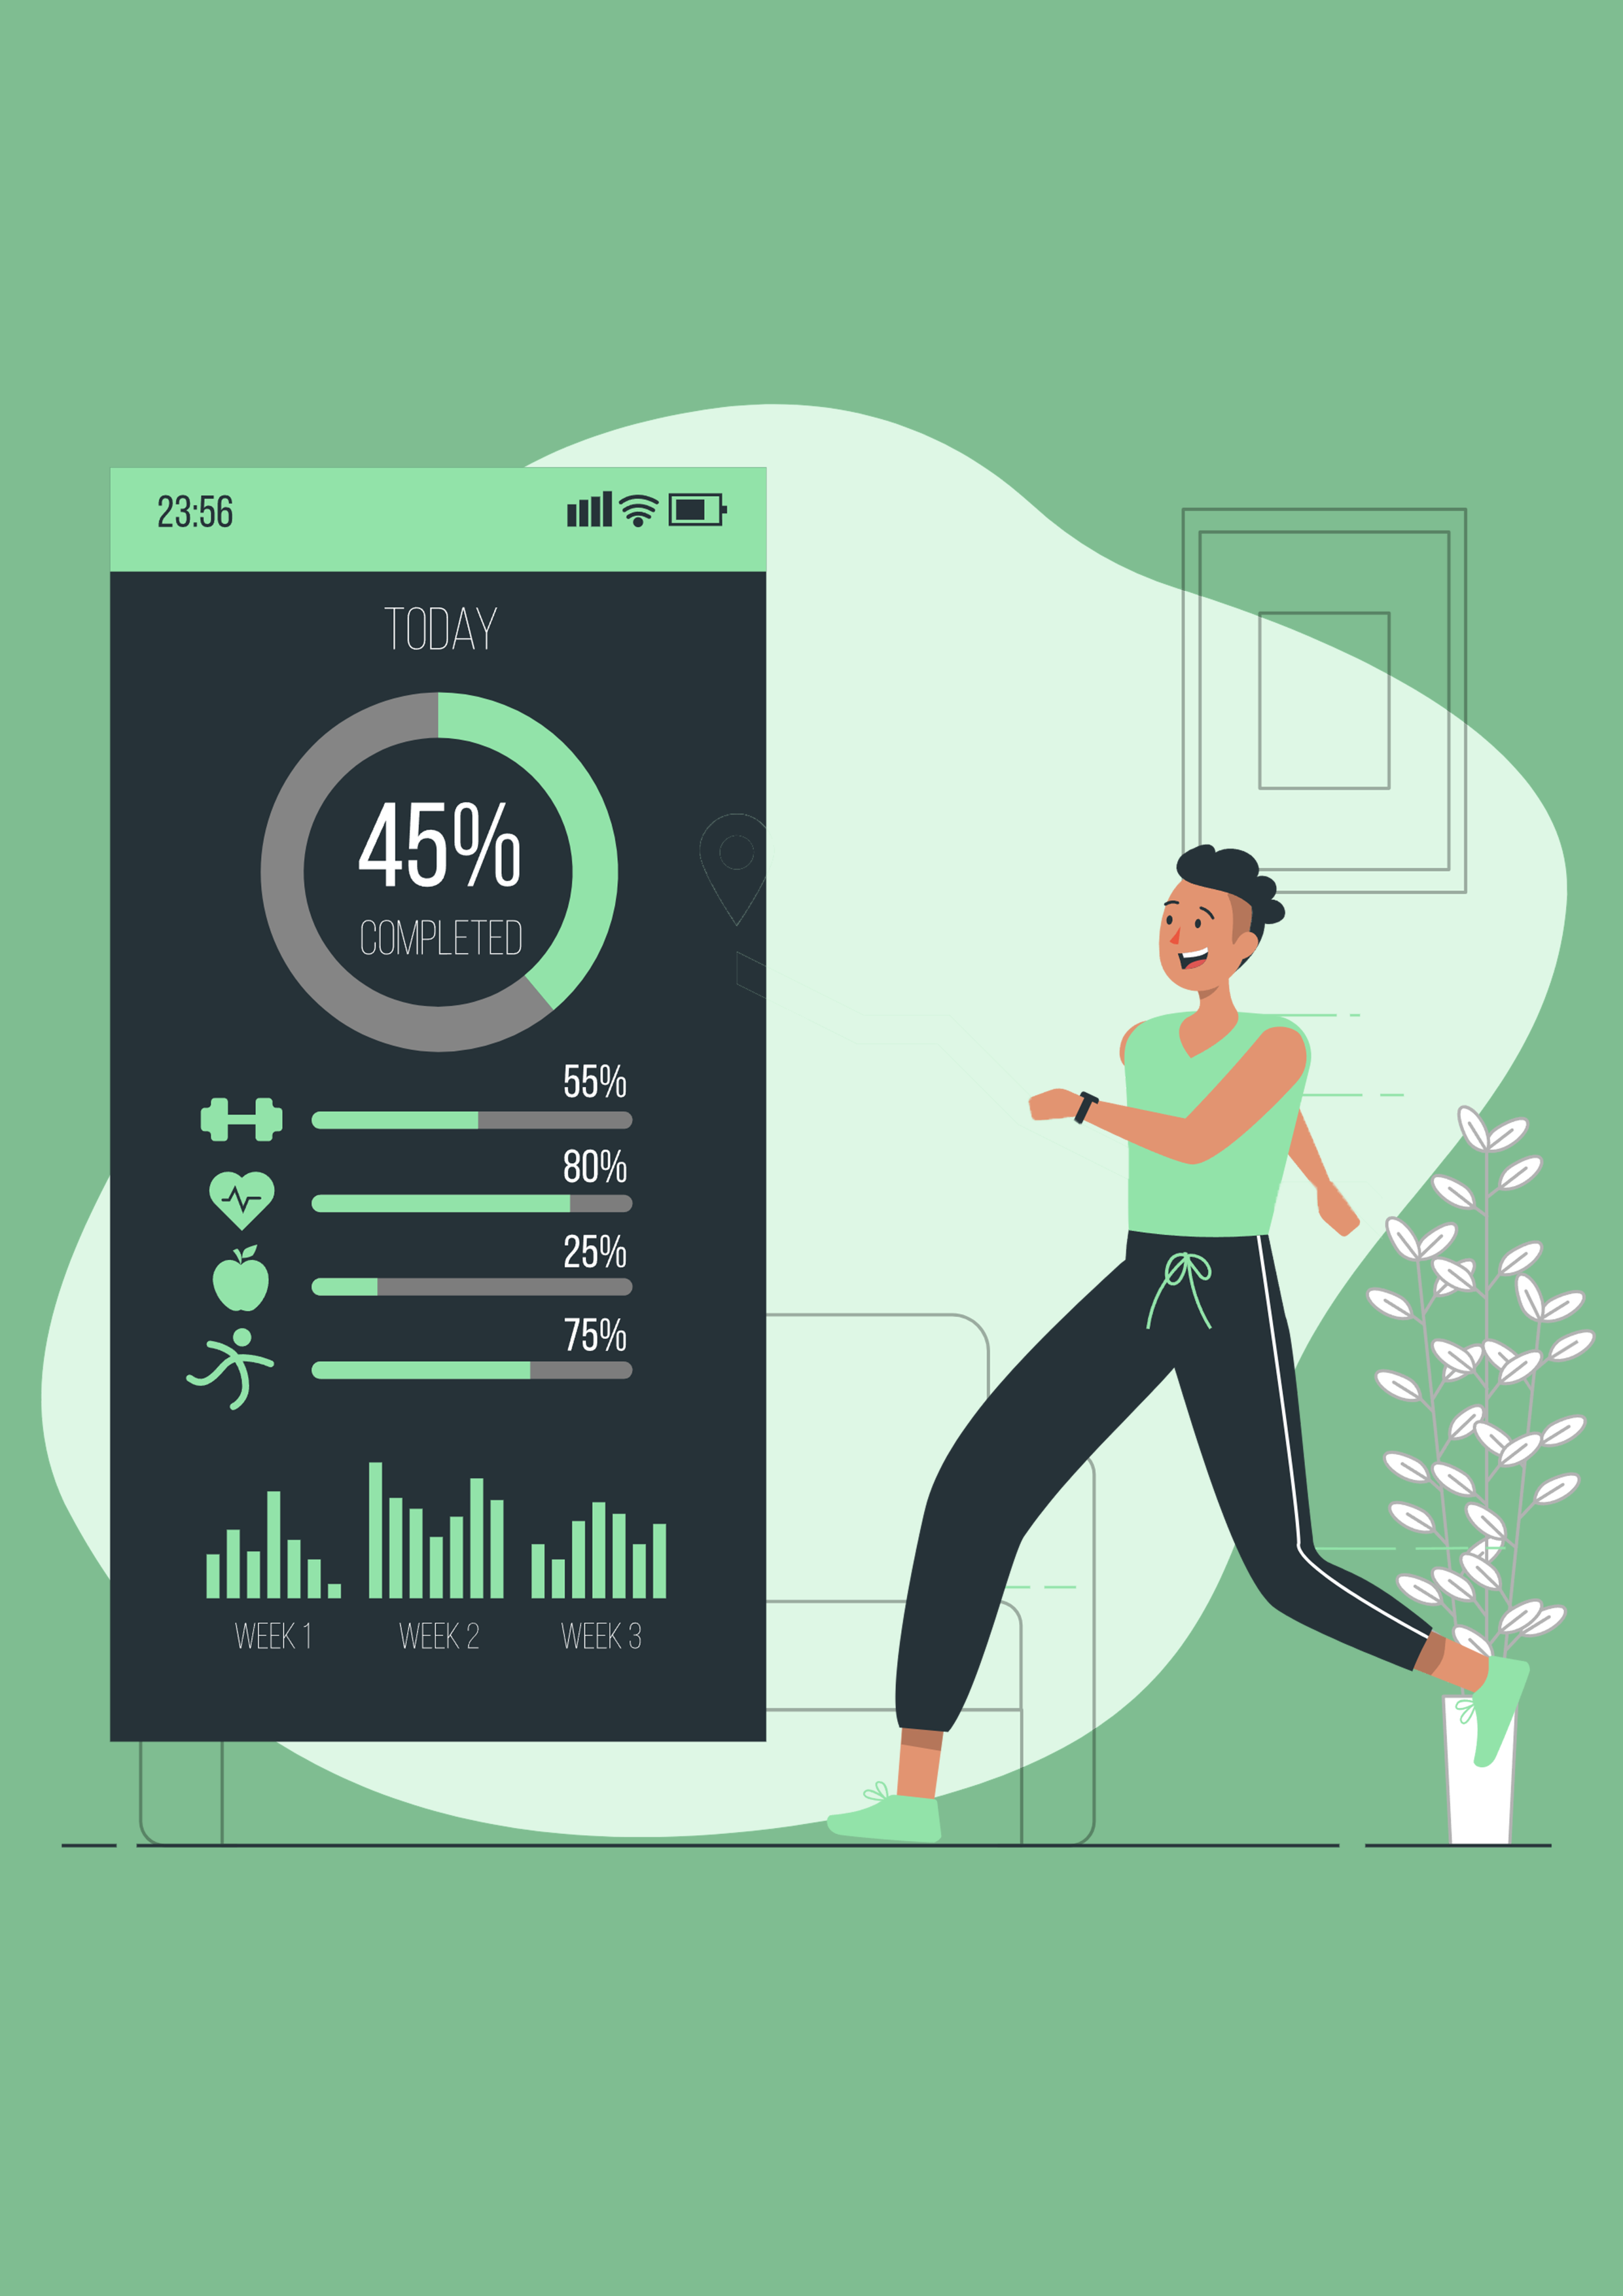 23:56
TODAY
45%
COMPLETED
55%
80%
25%
75%
WEEK 1
WEEK 2
WEEK 3